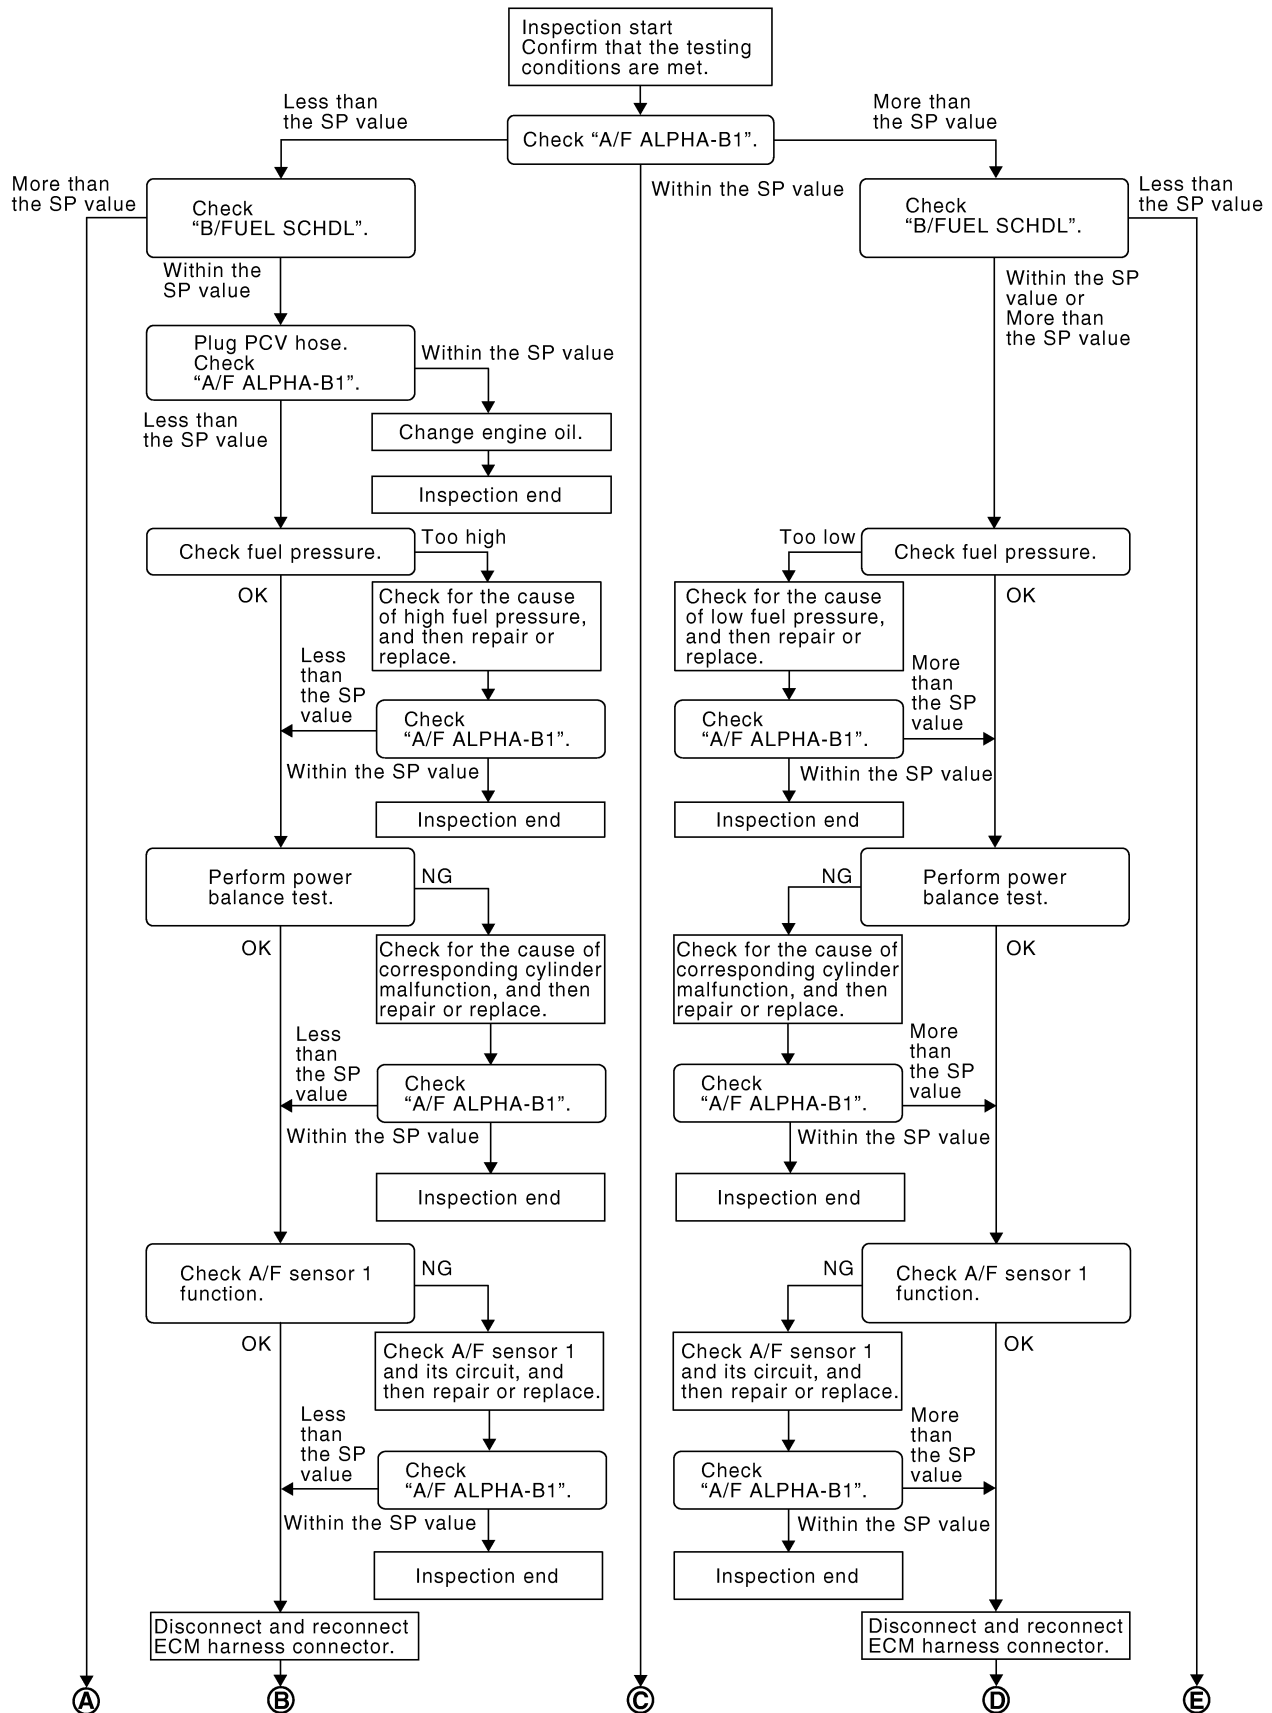 Inspection start
Confirm that the testing
conditions are met.
Less than
the SP value
More than
the SP value
Check “A/F ALPHA-B1”.
More than
the SP value
Check
“B/FUEL SCHDL”.
Within the SP value
Check
“B/FUEL SCHDL”.
Less than
the SP value
Within the
SP value
Within the SP
value or
More than
the SP value
Plug PCV hose.
Check
“A/F ALPHA-B1”.
Within the SP value
Less than
the SP value
Change engine oil.
Inspection end
Check fuel pressure.
Too high
Too low
Check fuel pressure.
OK
Check for the cause
of high fuel pressure,
and then repair or
replace.
Check for the cause
of low fuel pressure,
and then repair or
replace.
OK
Less
than
the SP
value
More
than
the SP
value
Check
“A/F ALPHA-B1”.
Check
“A/F ALPHA-B1”.
Within the SP value
Within the SP value
Inspection end
Inspection end
Perform power
balance test.
NG
NG
Perform power
balance test.
OK
Check for the cause of
corresponding cylinder
malfunction, and then
repair or replace.
Check for the cause of
corresponding cylinder
malfunction, and then
repair or replace.
OK
Less
than
the SP
value
More
than
the SP
value
Check
“A/F ALPHA-B1”.
Check
“A/F ALPHA-B1”.
Within the SP value
Within the SP value
Inspection end
Inspection end
Check A/F sensor 1
function.
NG
NG
Check A/F sensor 1
function.
OK
Check A/F sensor 1
and its circuit, and
then repair or replace.
Check A/F sensor 1
and its circuit, and
then repair or replace.
OK
Less
than
the SP
value
More
than
the SP
value
Check
“A/F ALPHA-B1”.
Check
“A/F ALPHA-B1”.
Within the SP value
Within the SP value
Inspection end
Inspection end
Disconnect and reconnect
ECM harness connector.
Disconnect and reconnect
ECM harness connector.
A
B
C
D
E